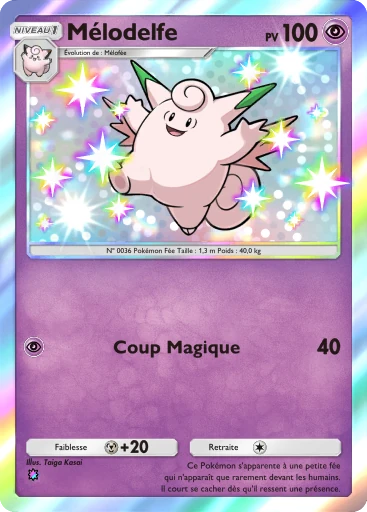 NIVEAU 1
Mélodelfe
PV 100
Évolution de : Mélofée
N° 0036 Pokémon Fée Taille : 1,3 m Poids : 40,0 kg
Coup Magique 40
Faiblesse +20
Retraite
Illus. Taiga Kasai
Ce Pokémon s'apparente à une petite fée
qui n'apparaît que rarement devant les humains.
Il court se cacher dès qu'il ressent une présence.